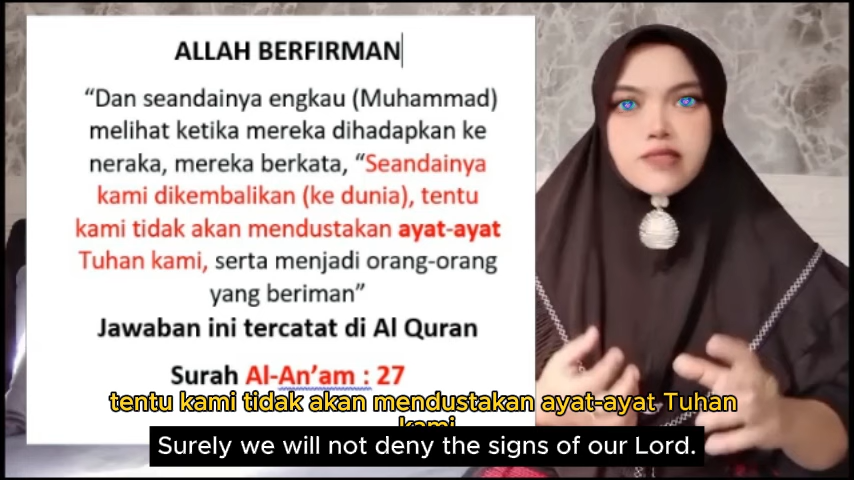 ALLAH BERFIRMAN
“Dan seandainya engkau (Muhammad)
melihat ketika mereka dihadapkan ke
neraka, mereka berkata, “Seandainya
kami dikembalikan (ke dunia), tentu
kami tidak akan mendustakan ayat-ayat
Tuhan kami, serta menjadi orang-orang
yang beriman”
Jawaban ini tercatat di Al Quran
Surah Al-An’am : 27
tentu kami tidak akan mendustakan ayat-ayat Tuhan
kami
Surely we will not deny the signs of our Lord.